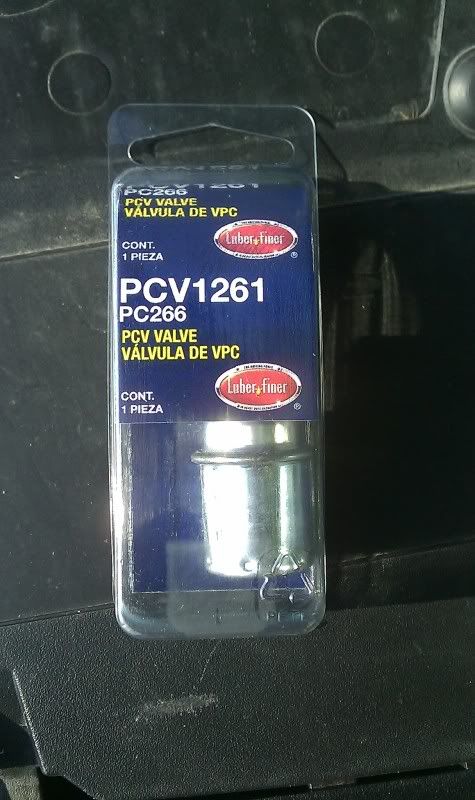 PCV1261
PC266
PCV VALVE
VÁLVULA DE VPC
Luber-Finer
®
CONT.
1 PIEZA
PCV1261
PC266
PCV VALVE
VÁLVULA DE VPC
Luber-Finer
®
CONT.
1 PIEZA